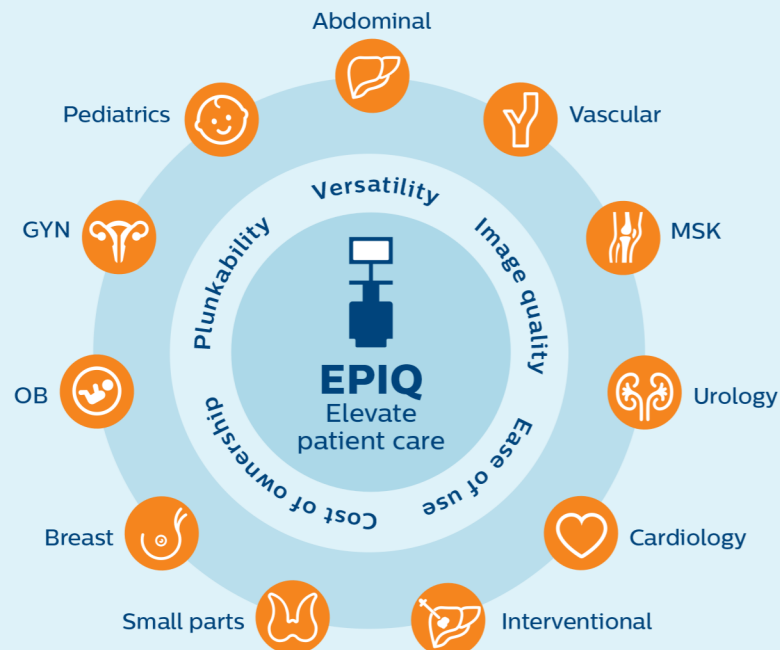 Abdominal
Pediatrics
Vascular
GYN
MSK
OB
Urology
Breast
Cardiology
Small parts
Interventional
Versatility
Plunkability
Image quality
Cost of ownership
Ease of use
EPIQ
Elevate
patient care